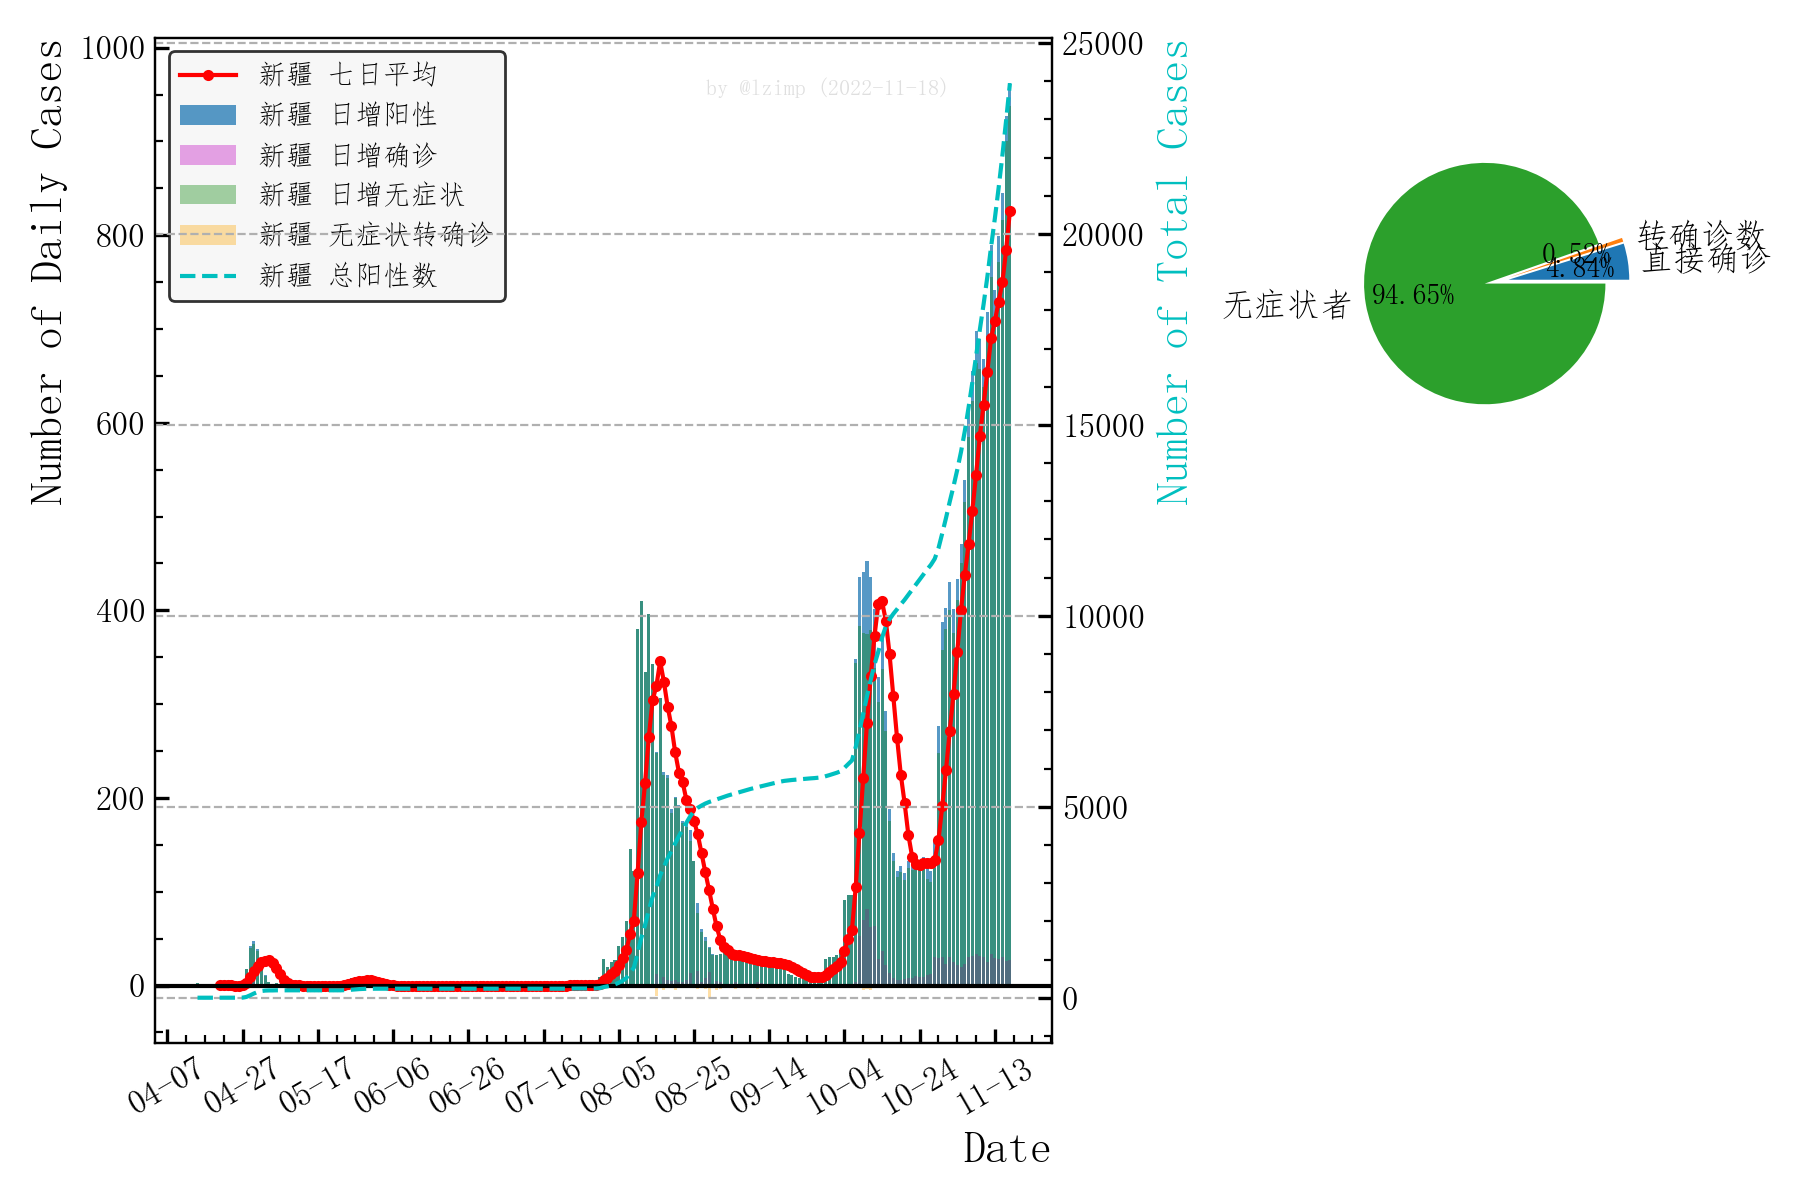 Number of Daily Cases
1000
800
600
400
200
0
新疆 七日平均
新疆 日增阳性
新疆 日增确诊
新疆 日增无症状
新疆 无症状转确诊
新疆 总阳性数
by @lzimp (2022-11-18)
25000
20000
15000
10000
5000
0
Number of Total Cases
04-07
04-27
05-17
06-06
06-26
07-16
08-05
08-25
09-14
10-04
10-24
11-13
Date
转确诊数
0.52%
直接确诊
4.84%
无症状者
94.65%